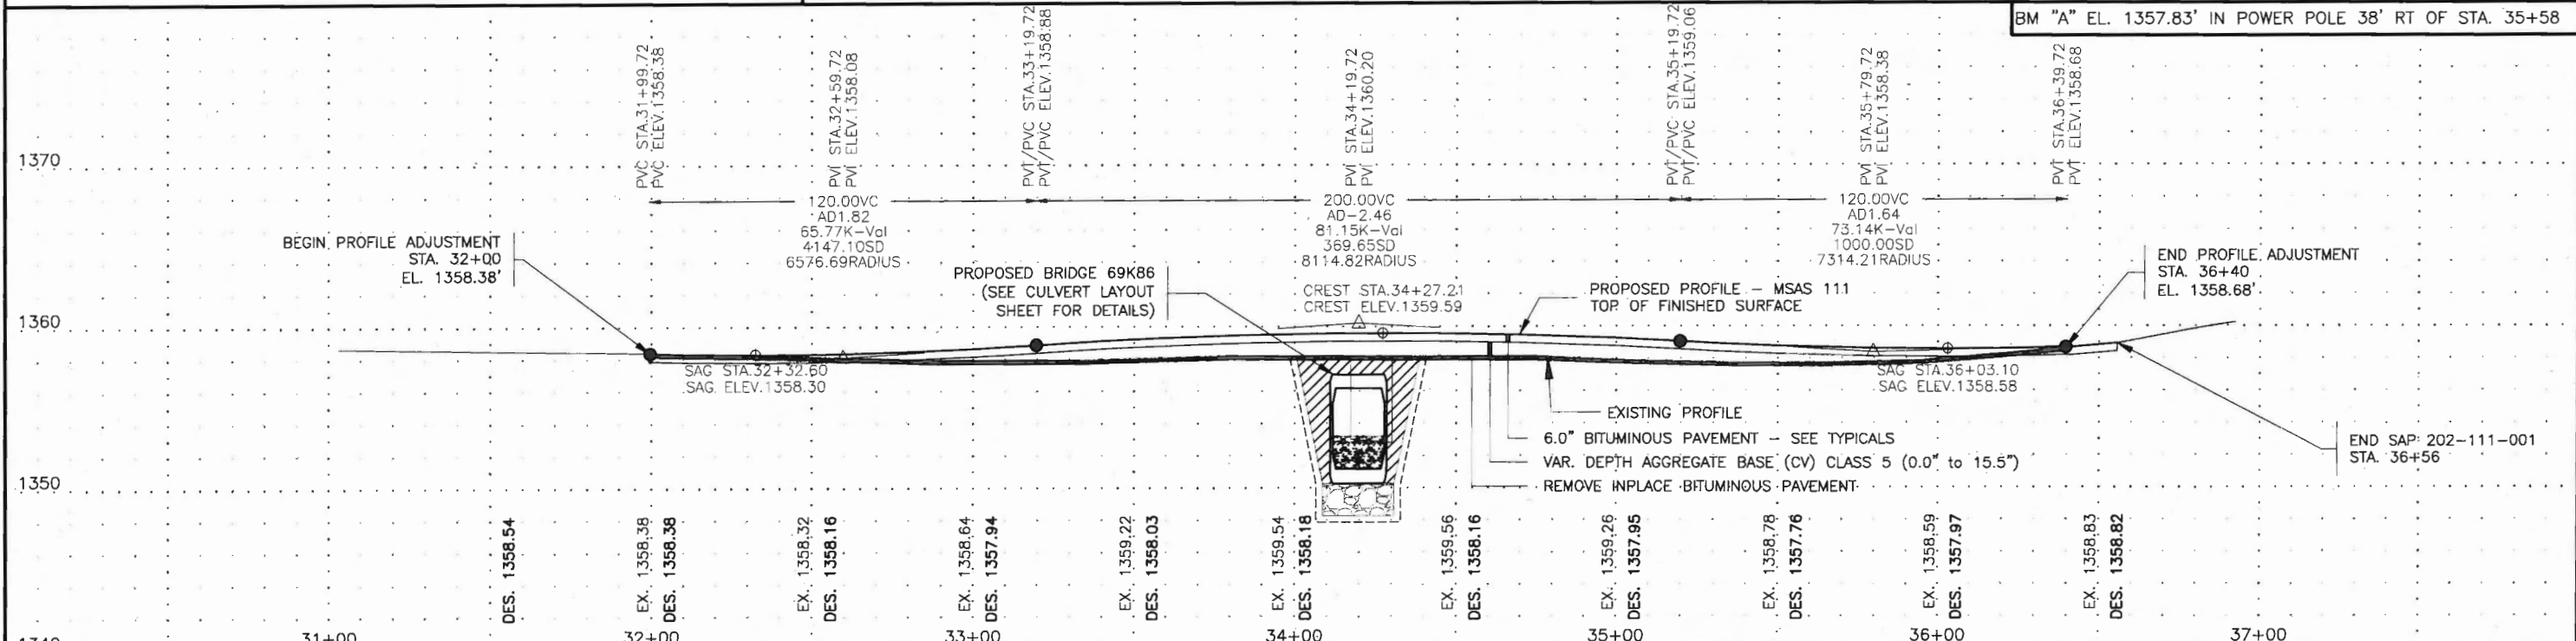 BM "A" EL. 1357.83' IN POWER POLE 38' RT OF STA. 35+58
PVC STA.31+99.72
PVC ELEV.1358.38
PVI STA.32+59.72
PVI ELEV.1358.08
PVT/PVC STA.33+19.72
PVT/PVC ELEV.1358.88
PVI STA.34+19.72
PVI ELEV.1360.20
PVT/PVC STA.35+19.72
PVT/PVC ELEV.1359.06
PVI STA.35+79.72
PVI ELEV.1358.38
PVT STA.36+39.72
PVT ELEV.1358.68
1370
120.00VC
AD1.82
65.77K-Val
4147.10SD
6576.69RADIUS
200.00VC
AD-2.46
81.15K-Val
369.65SD
8114.82RADIUS
120.00VC
AD1.64
73.14K-Val
1000.00SD
7314.21RADIUS
BEGIN PROFILE ADJUSTMENT
STA. 32+00
EL. 1358.38'
PROPOSED BRIDGE 69K86
(SEE CULVERT LAYOUT
SHEET FOR DETAILS)
CREST STA.34+27.21
CREST ELEV.1359.59
PROPOSED PROFILE - MSAS 111
TOP OF FINISHED SURFACE
END PROFILE ADJUSTMENT
STA. 36+40
EL. 1358.68'
1360
SAG STA.32+32.60
SAG ELEV.1358.30
SAG STA.36+03.10
SAG ELEV.1358.58
EXISTING PROFILE
6.0" BITUMINOUS PAVEMENT - SEE TYPICALS
VAR. DEPTH AGGREGATE BASE (CV) CLASS 5 (0.0" to 15.5")
REMOVE INPLACE BITUMINOUS PAVEMENT
END SAP 202-111-001
STA. 36+56
1350
DES. 1358.54
EX. 1358.38
DES. 1358.38
EX. 1358.32
DES. 1358.16
EX. 1358.64
DES. 1357.94
EX. 1359.22
DES. 1358.03
EX. 1359.54
DES. 1358.18
EX. 1359.56
DES. 1358.16
EX. 1359.26
DES. 1357.95
EX. 1358.78
DES. 1357.76
EX. 1358.59
DES. 1357.97
EX. 1358.83
DES. 1358.82
1340
31+00
32+00
33+00
34+00
35+00
36+00
37+00